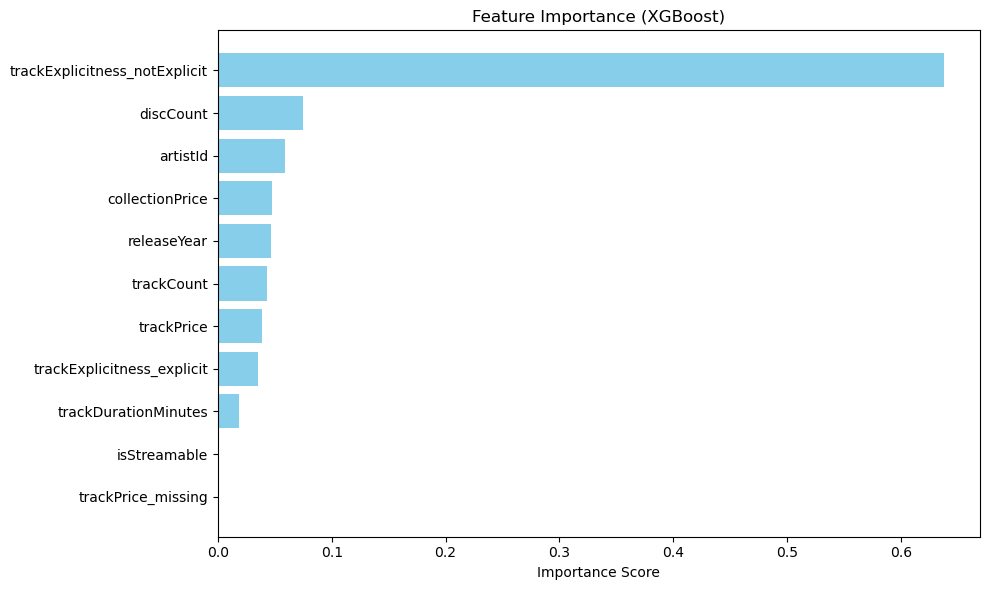 Feature Importance (XGBoost)
trackExplicitness_notExplicit
discCount
artistId
collectionPrice
releaseYear
trackCount
trackPrice
trackExplicitness_explicit
trackDurationMinutes
isStreamable
trackPrice_missing
0.0 0.1 0.2 0.3 0.4 0.5 0.6
Importance Score